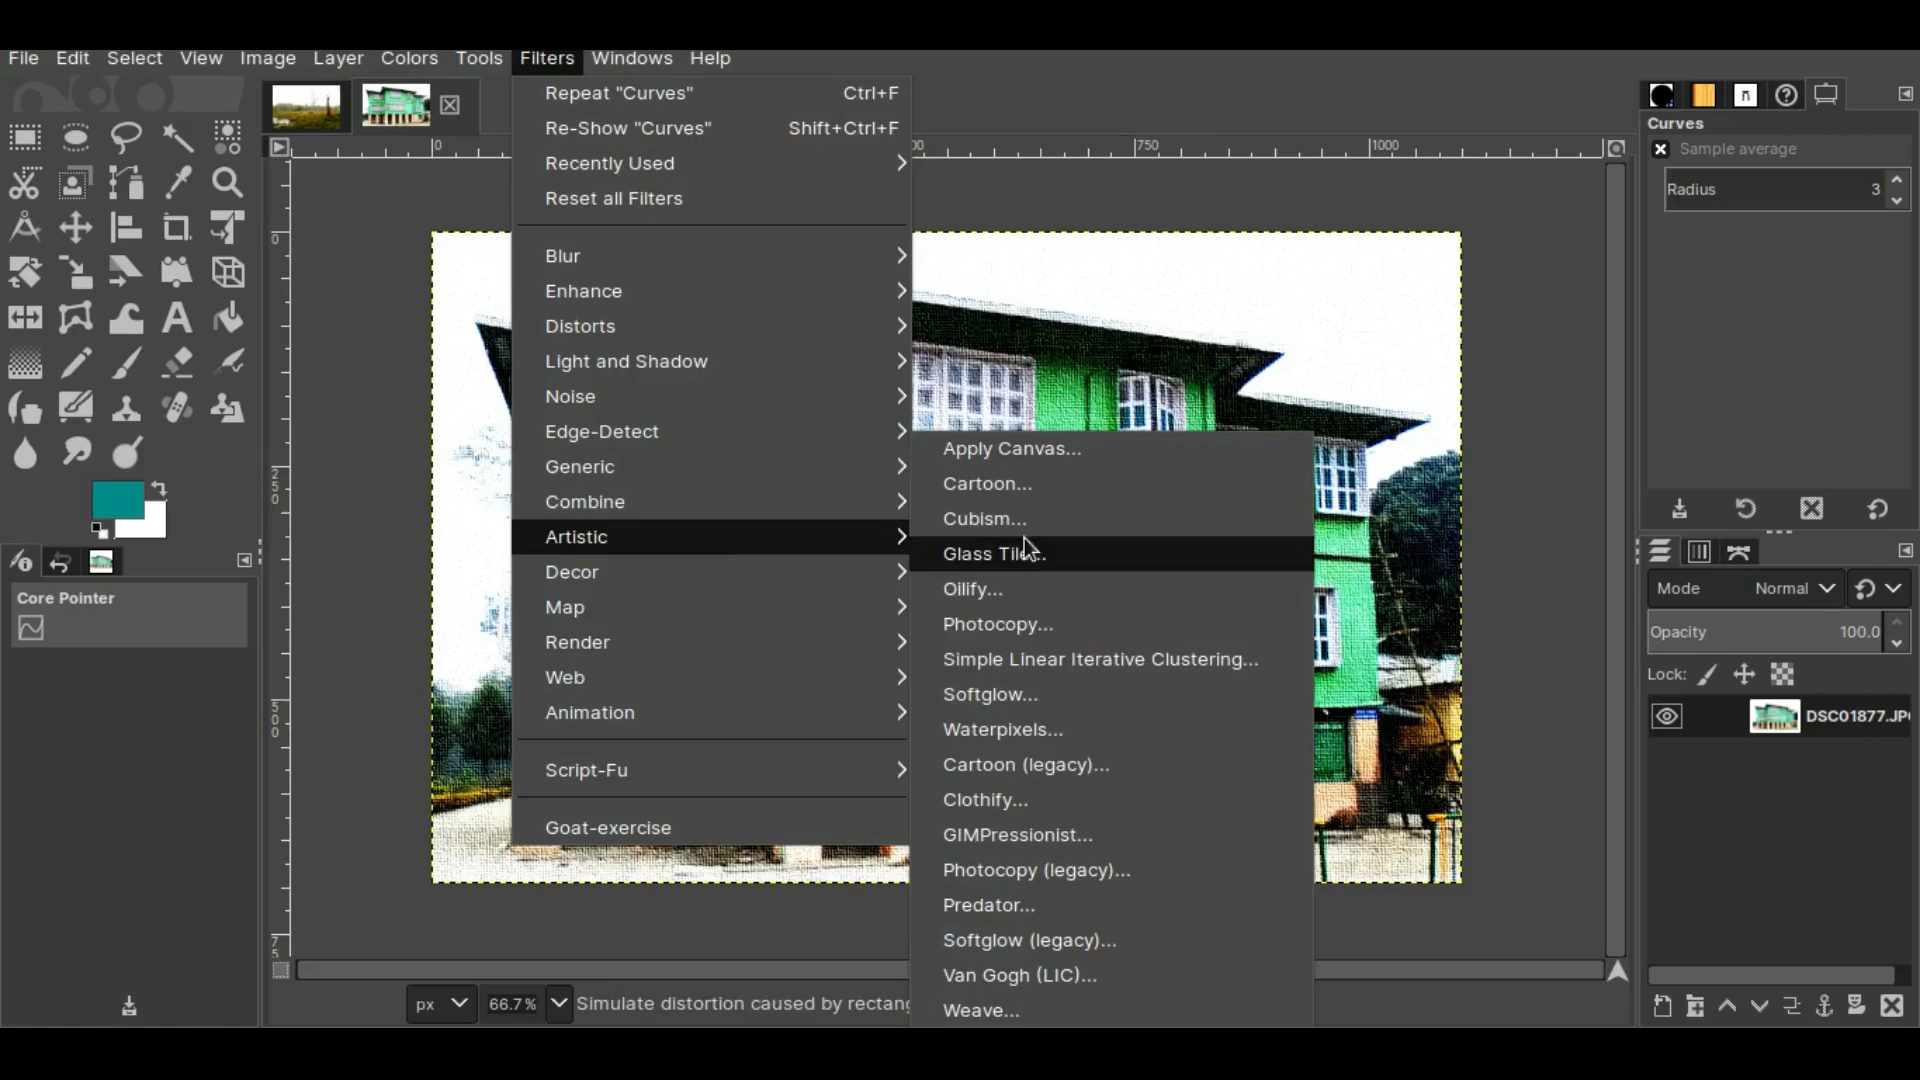 File Edit Select View Image Layer Colors Tools Filters Windows Help
Repeat "Curves" Ctrl+F
Re-Show "Curves" Shift+Ctrl+F
Recently Used
Reset all Filters
Blur
Enhance
Distorts
Light and Shadow
Noise
Edge-Detect
Generic
Combine
Artistic
Decor
Map
Render
Web
Animation
Script-Fu
Goat-exercise
Apply Canvas...
Cartoon...
Cubism...
Glass Tile...
Oilify...
Photocopy...
Simple Linear Iterative Clustering...
Softglow...
Waterpixels...
Cartoon (legacy)...
Clothify...
GIMPressionist...
Photocopy (legacy)...
Predator...
Softglow (legacy)...
Van Gogh (LIC)...
Weave...
0 750 1000
0
250
500
75
Core Pointer
px 66.7% Simulate distortion caused by rectang
Curves
Sample average
Radius 3
Mode Normal
Opacity 100.0
Lock:
DSC01877.JP